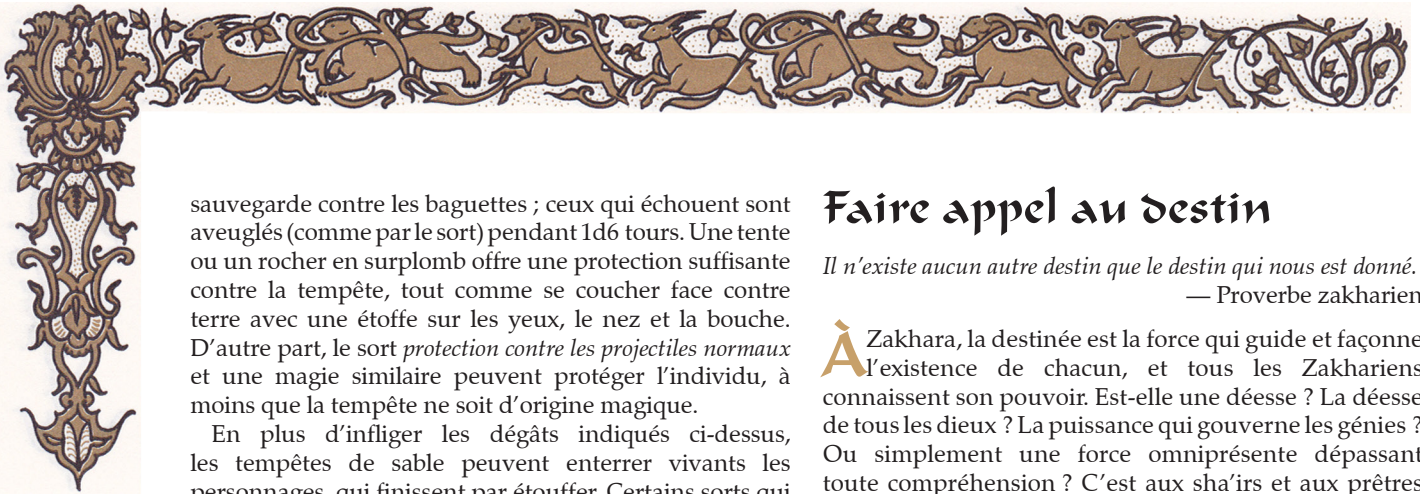 sauvegarde contre les baguettes ; ceux qui échouent sont
aveuglés (comme par le sort) pendant 1d6 tours. Une tente
ou un rocher en surplomb offre une protection suffisante
contre la tempête, tout comme se coucher face contre
terre avec une étoffe sur les yeux, le nez et la bouche.
D’autre part, le sort protection contre les projectiles normaux
et une magie similaire peuvent protéger l’individu, à
moins que la tempête ne soit d’origine magique.
En plus d’infliger les dégâts indiqués ci-dessus,
les tempêtes de sable peuvent enterrer vivants les
personnages, qui finissent par étouffer. Certains sorts qui
Faire appel au destin
Il n’existe aucun autre destin que le destin qui nous est donné.
— Proverbe zakharien
À Zakhara, la destinée est la force qui guide et façonne
l’existence de chacun, et tous les Zakhariens
connaissent son pouvoir. Est-elle une déesse ? La déesse
de tous les dieux ? La puissance qui gouverne les génies ?
Ou simplement une force omniprésente dépassant
toute compréhension ? C’est aux sha’irs et aux prêtres